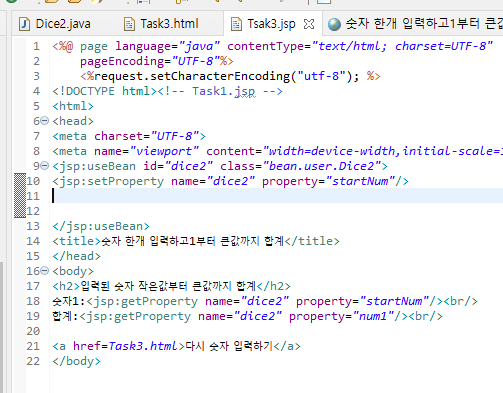 Dice2.java Task3.html Tsak3.jsp 숫자 한개 입력하고1부터 큰
1 <%@ page language="java" contentType="text/html; charset=UTF-8"
2 pageEncoding="UTF-8"%>
3 <%request.setCharacterEncoding("utf-8"); %>
4 <!DOCTYPE html><!-- Task1.jsp -->
5 <html>
6 <head>
7 <meta charset="UTF-8">
8 <meta name="viewport" content="width=device-width,initial-scale=
9 <jsp:useBean id="dice2" class="bean.user.Dice2">
10 <jsp:setProperty name="dice2" property="startNum"/>
11
12
13 </jsp:useBean>
14 <title>숫자 한개 입력하고1부터 큰값까지 합계</title>
15 </head>
16 <body>
17 <h2>입력된 숫자 작은값부터 큰값까지 합계</h2>
18 숫자1:<jsp:getProperty name="dice2" property="startNum"/><br/>
19 합계:<jsp:getProperty name="dice2" property="num1"/><br/>
20
21 <a href=Task3.html>다시 숫자 입력하기</a>
22 </body>